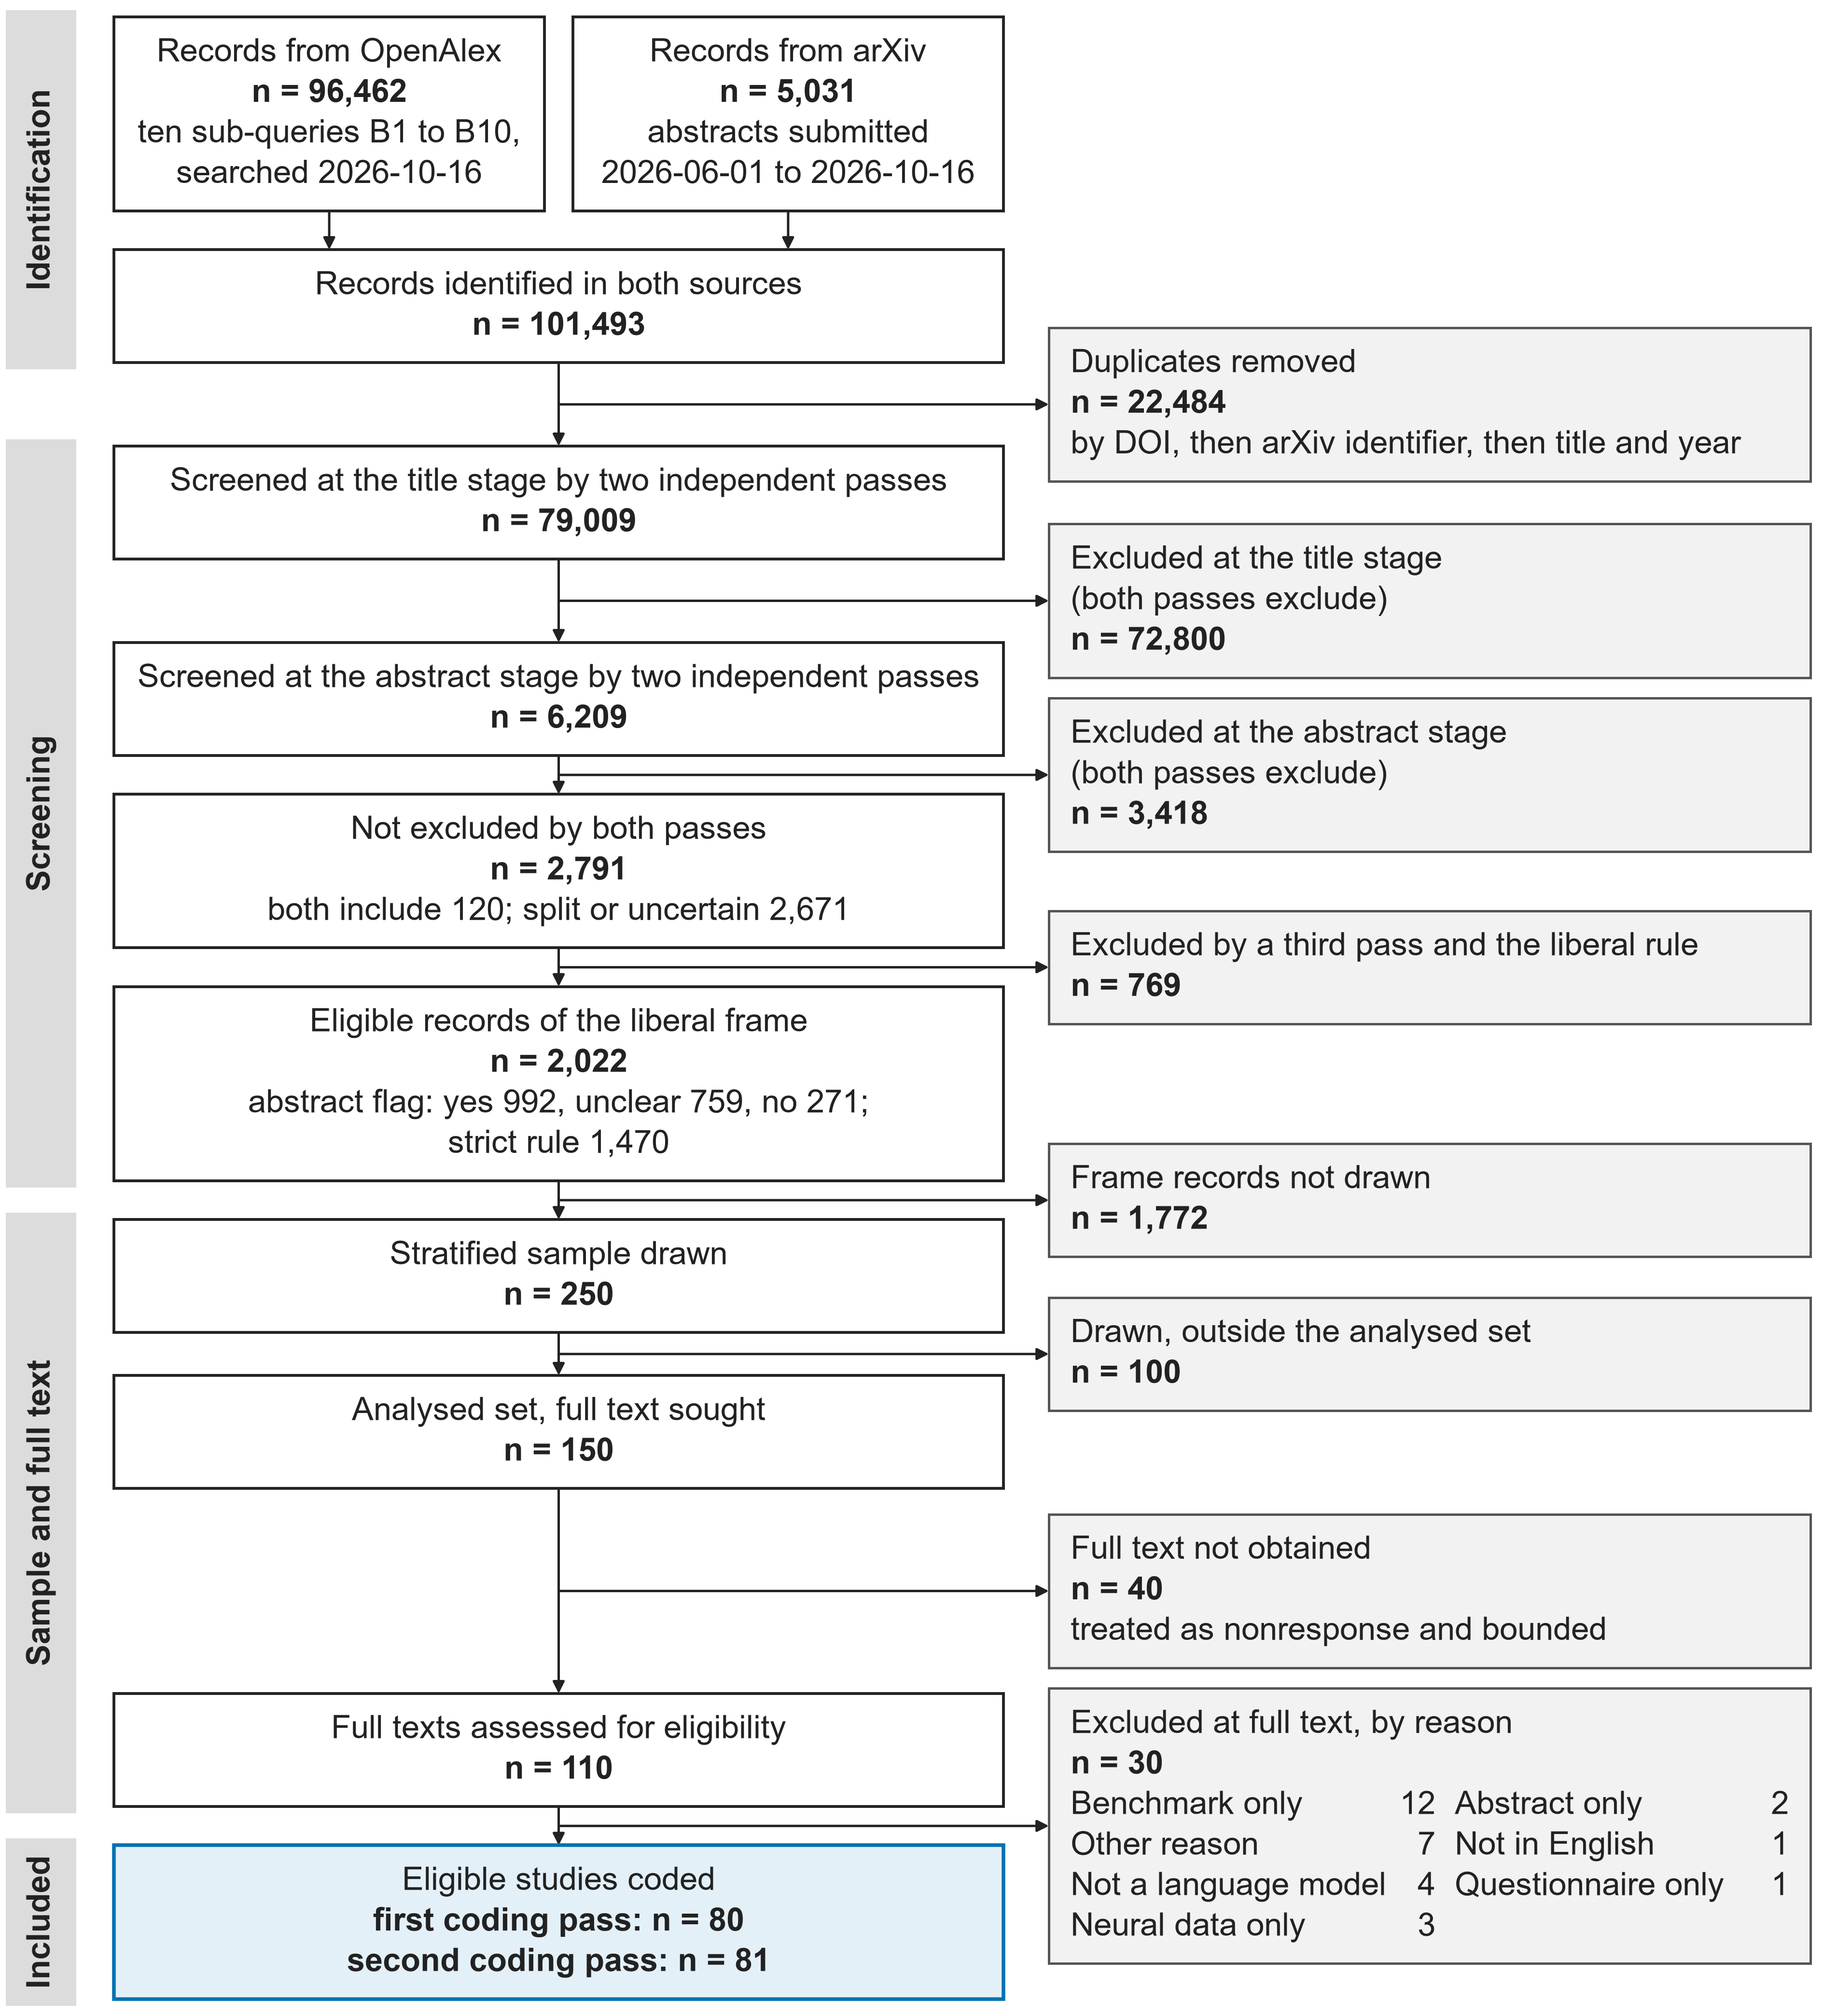 Identification
Records from OpenAlex
n = 96,462
ten sub-queries B1 to B10,
searched 2026-10-16
Records from arXiv
n = 5,031
abstracts submitted
2026-06-01 to 2026-10-16
Records identified in both sources
n = 101,493
Duplicates removed
n = 22,484
by DOI, then arXiv identifier, then title and year
Screening
Screened at the title stage by two independent passes
n = 79,009
Excluded at the title stage
(both passes exclude)
n = 72,800
Screened at the abstract stage by two independent passes
n = 6,209
Excluded at the abstract stage
(both passes exclude)
n = 3,418
Not excluded by both passes
n = 2,791
both include 120; split or uncertain 2,671
Excluded by a third pass and the liberal rule
n = 769
Eligible records of the liberal frame
n = 2,022
abstract flag: yes 992, unclear 759, no 271;
strict rule 1,470
Frame records not drawn
n = 1,772
Sample and full text
Stratified sample drawn
n = 250
Drawn, outside the analysed set
n = 100
Analysed set, full text sought
n = 150
Full text not obtained
n = 40
treated as nonresponse and bounded
Full texts assessed for eligibility
n = 110
Excluded at full text, by reason
n = 30
Benchmark only 12 Abstract only 2
Other reason 7 Not in English 1
Not a language model 4 Questionnaire only 1
Neural data only 3
Included
Eligible studies coded
first coding pass: n = 80
second coding pass: n = 81